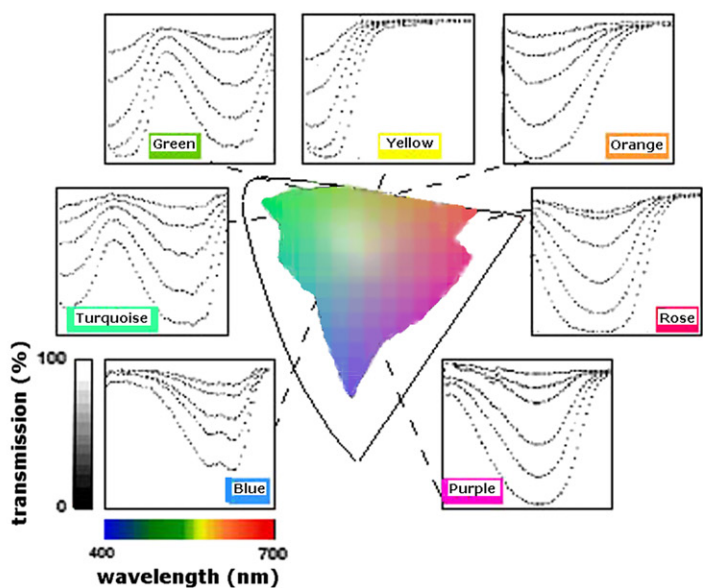 Green
Yellow
Orange
Turquoise
Rose
Blue
Purple
transmission (%)
100
0
400
700
wavelength (nm)